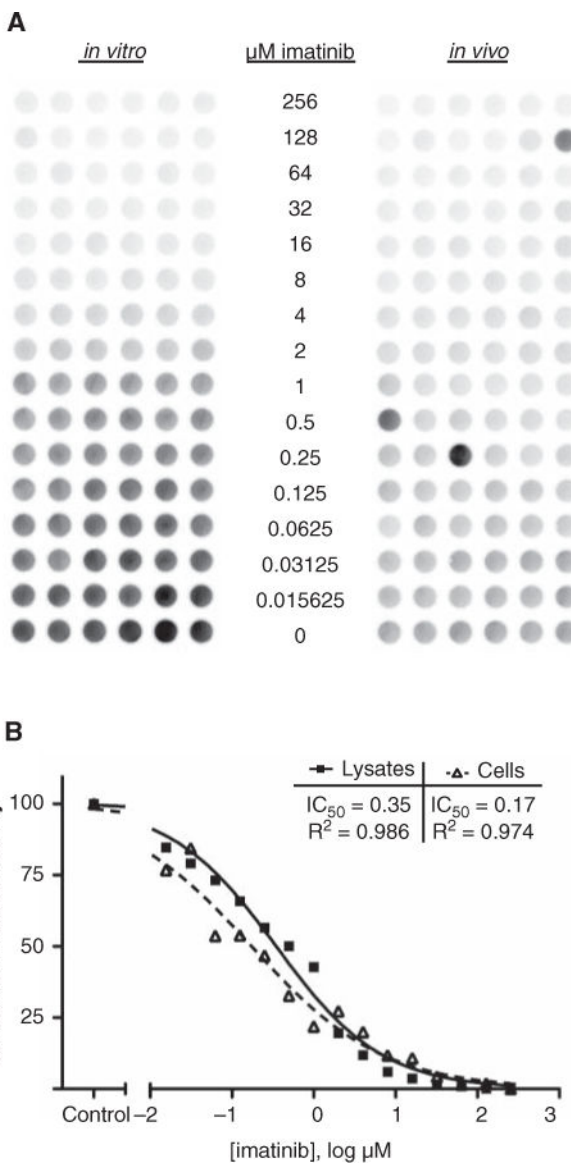 A
in vitro μM imatinib in vivo
256
128
64
32
16
8
4
2
1
0.5
0.25
0.125
0.0625
0.03125
0.015625
0
B
Lysates Cells
IC50 = 0.35 IC50 = 0.17
R2 = 0.986 R2 = 0.974
100
75
50
25
Control –2 –1 0 1 2 3
[imatinib], log μM